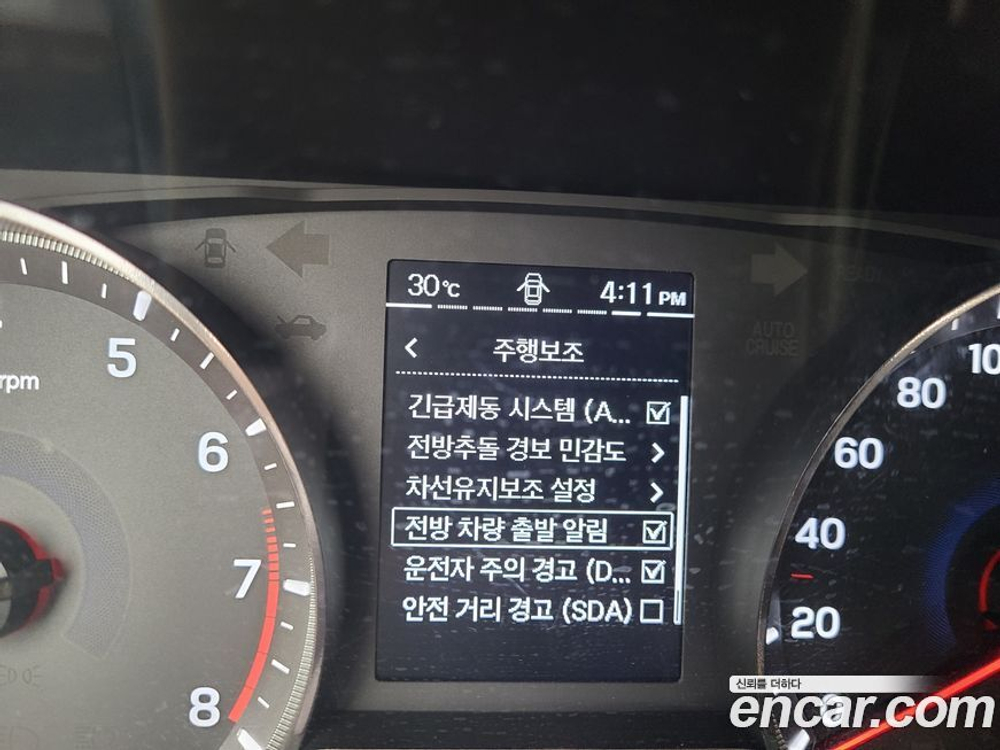 30°C 4:11 PM
< 주행보조
긴급제동 시스템 (A...
전방추돌 경보 민감도 >
차선유지보조 설정 >
전방 차량 출발 알림
운전자 주의 경고 (D...
안전 거리 경고 (SDA)
AUTO
CRUISE
rpm
5
6
7
8
10
80
60
40
20
신뢰를 더하다
encar.com